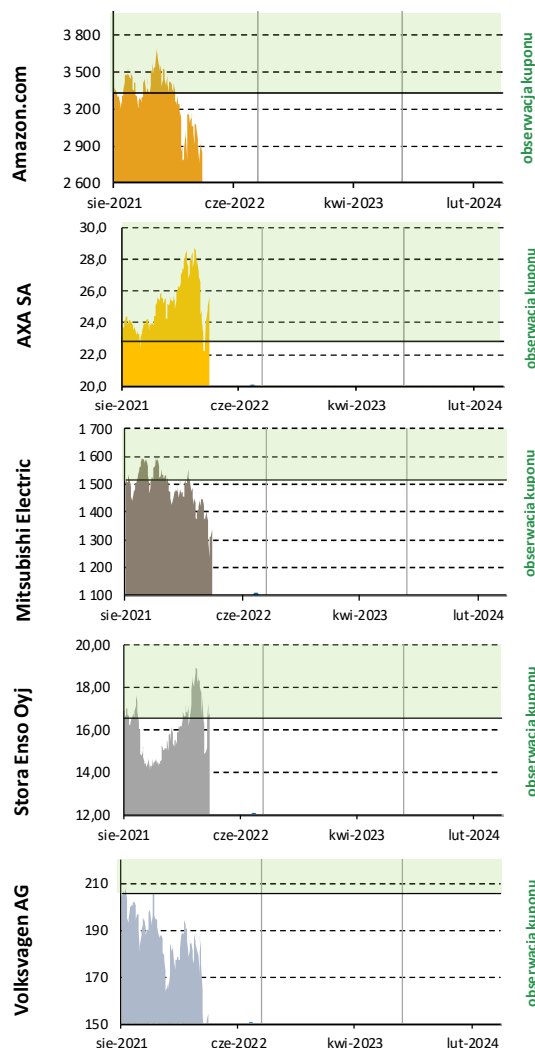 Amazon.com
3 800
3 500
3 200
2 900
2 600
sie-2021
cze-2022
kwi-2023
lut-2024
obserwacja kuponu
AXA SA
30,0
28,0
26,0
24,0
22,0
20,0
sie-2021
cze-2022
kwi-2023
lut-2024
obserwacja kuponu
Mitsubishi Electric
1 700
1 600
1 500
1 400
1 300
1 200
1 100
sie-2021
cze-2022
kwi-2023
lut-2024
obserwacja kuponu
Stora Enso Oyj
20,00
18,00
16,00
14,00
12,00
sie-2021
cze-2022
kwi-2023
lut-2024
obserwacja kuponu
Volksvagen AG
210
190
170
150
sie-2021
cze-2022
kwi-2023
lut-2024
obserwacja kuponu